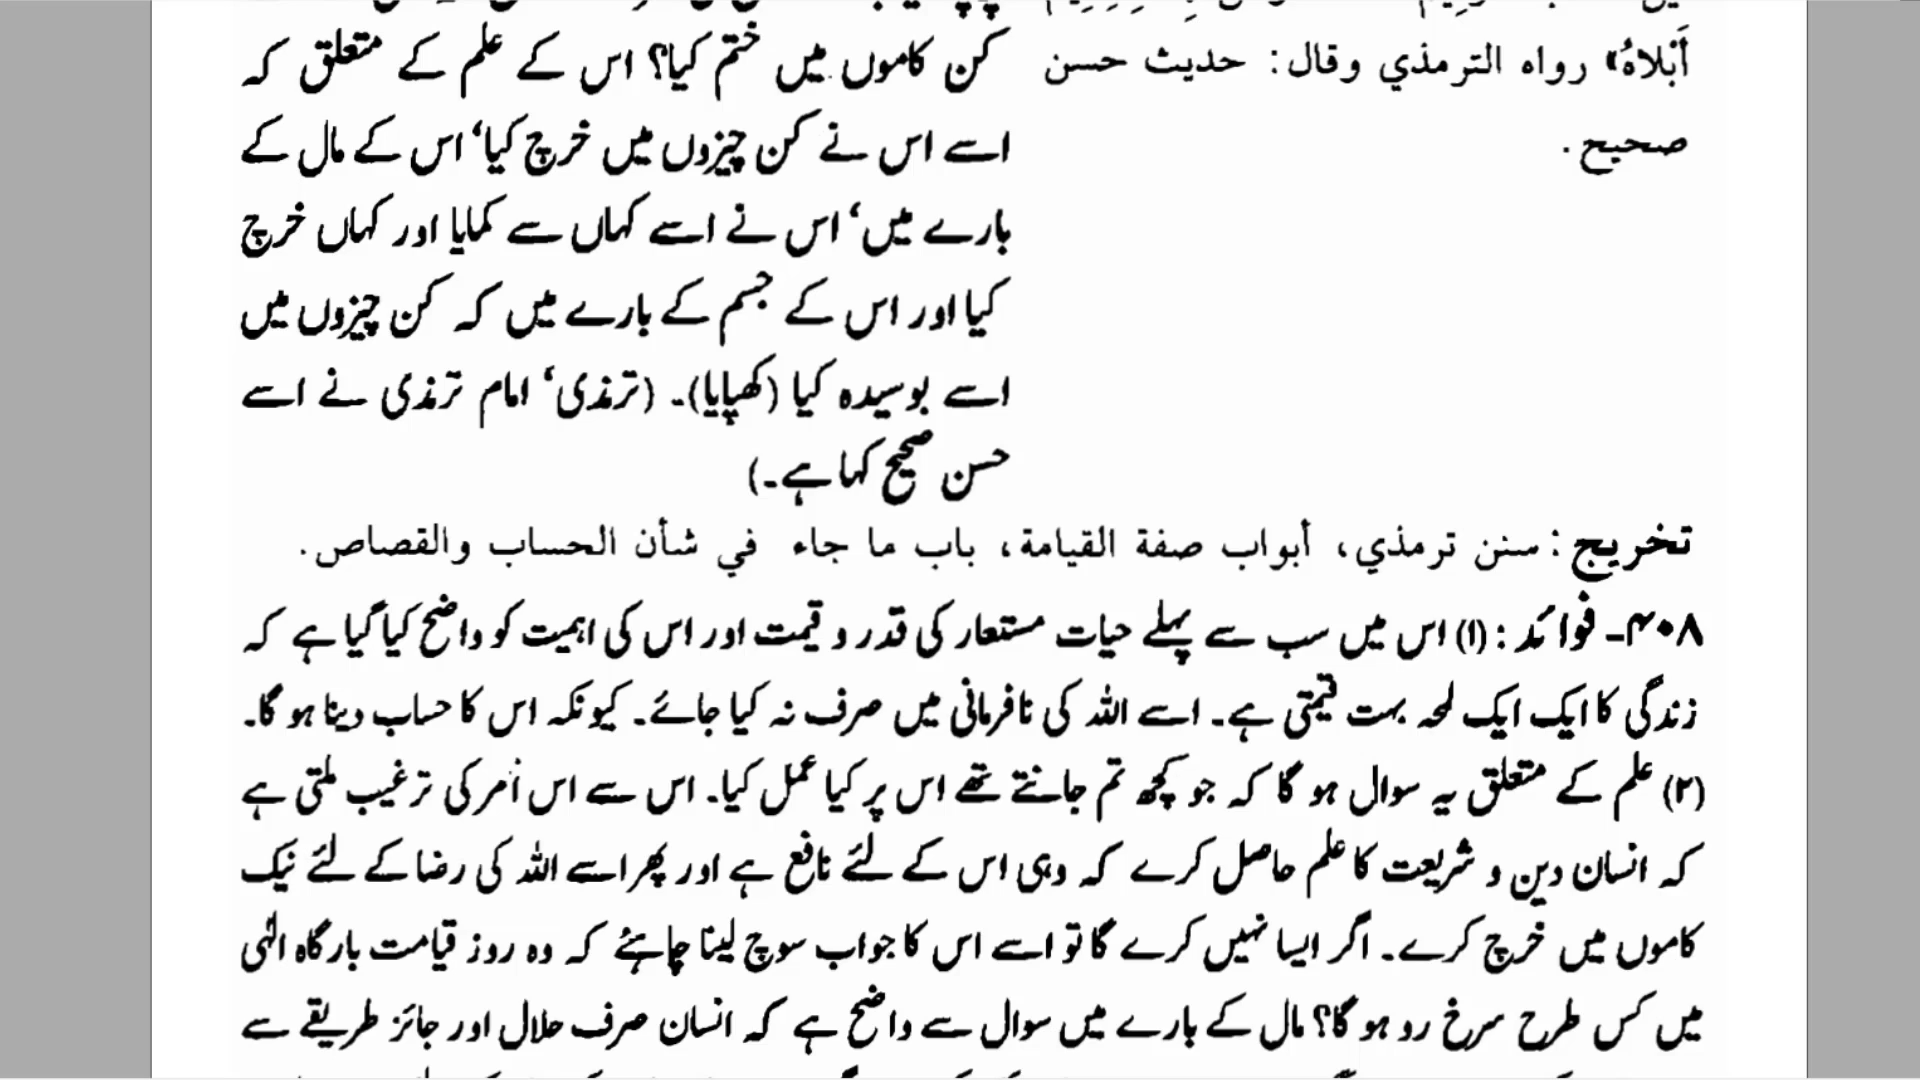 أَبْلاهُ» رواه الترمذي وقال: حديث حسن
صحيح.
کن کاموں میں ختم کیا؟ اس کے علم کے متعلق کہ
اسے اس نے کن چیزوں میں خرچ کیا‘ اس کے مال کے
بارے میں‘ اس نے اسے کہاں سے کمایا اور کہاں خرچ
کیا اور اس کے جسم کے بارے میں کہ کن چیزوں میں
اسے بوسیدہ کیا (کھپایا)۔ (ترمذی‘ امام ترمذی نے اسے
حسن صحیح کہا ہے۔)
تخريج: سنن ترمذي، أبواب صفة القيامة، باب ما جاء في شأن الحساب والقصاص.
۴۰۸۔ فوائد: (۱) اس میں سب سے پہلے حیات مستعار کی قدر و قیمت اور اس کی اہمیت کو واضح کیا گیا ہے کہ
زندگی کا ایک ایک لمحہ بہت قیمتی ہے۔ اسے اللہ کی نافرمانی میں صرف نہ کیا جائے۔ کیونکہ اس کا حساب دینا ہو گا۔
(۲) علم کے متعلق یہ سوال ہو گا کہ جو کچھ تم جانتے تھے اس پر کیا عمل کیا۔ اس سے اس اَمر کی ترغیب ملتی ہے
کہ انسان دین و شریعت کا علم حاصل کرے کہ وہی اس کے لئے نافع ہے اور پھر اسے اللہ کی رضا کے لئے نیک
کاموں میں خرچ کرے۔ اگر ایسا نہیں کرے گا تو اسے اس کا جواب سوچ لینا چاہئے کہ وہ روز قیامت بارگاہ الٰہی
میں کس طرح سرخ رو ہو گا؟ مال کے بارے میں سوال سے واضح ہے کہ انسان صرف حلال اور جائز طریقے سے